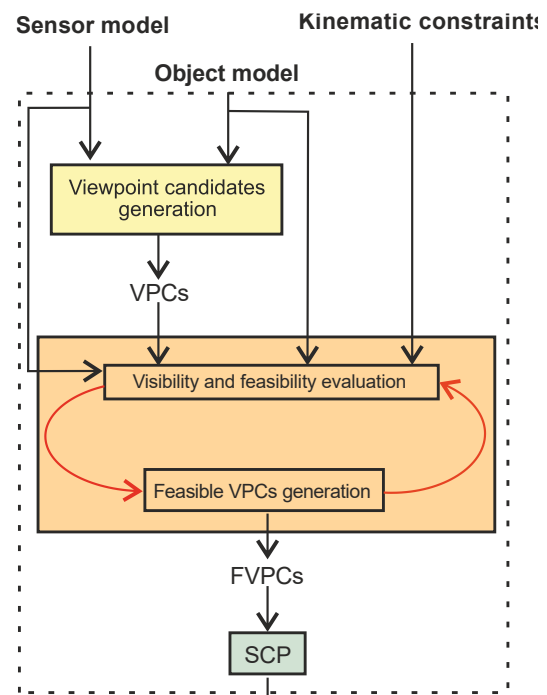 Sensor model
Kinematic constraints
Object model
Viewpoint candidates
generation
VPCs
Visibility and feasibility evaluation
Feasible VPCs generation
FVPCs
SCP